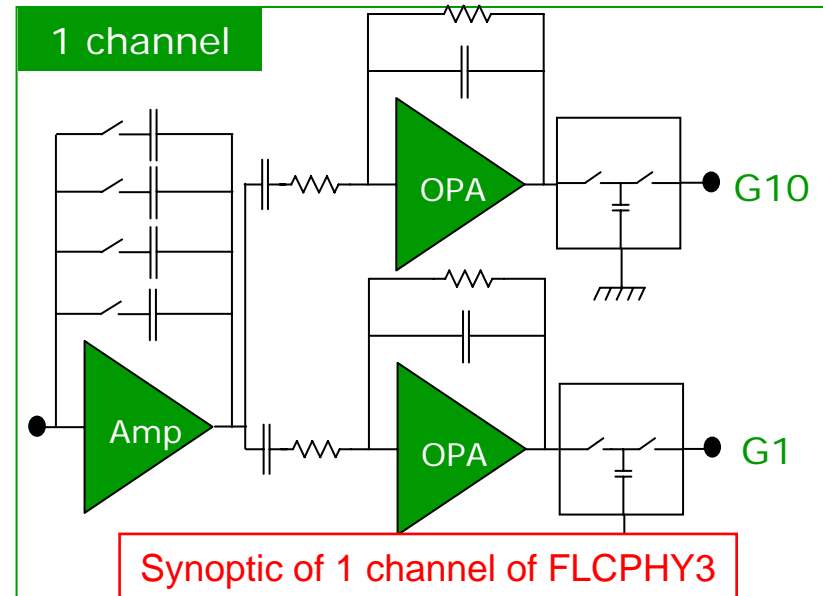 1 channel
OPA
G10
Amp
OPA
G1
Synoptic of 1 channel of FLCPHY3